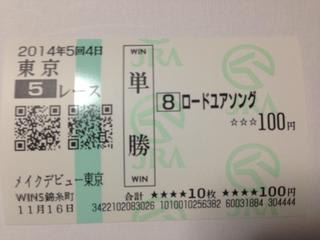 2014年5回4日
東京
5 レース
メイクデビュー東京
WINS錦糸町
11月16日
WIN
単勝
WIN
8 ロードユアソング
☆☆☆100円
JRA
合計 ★★★★10枚 ★★★★100円
3422102083026 1010010256382 60031884 304444